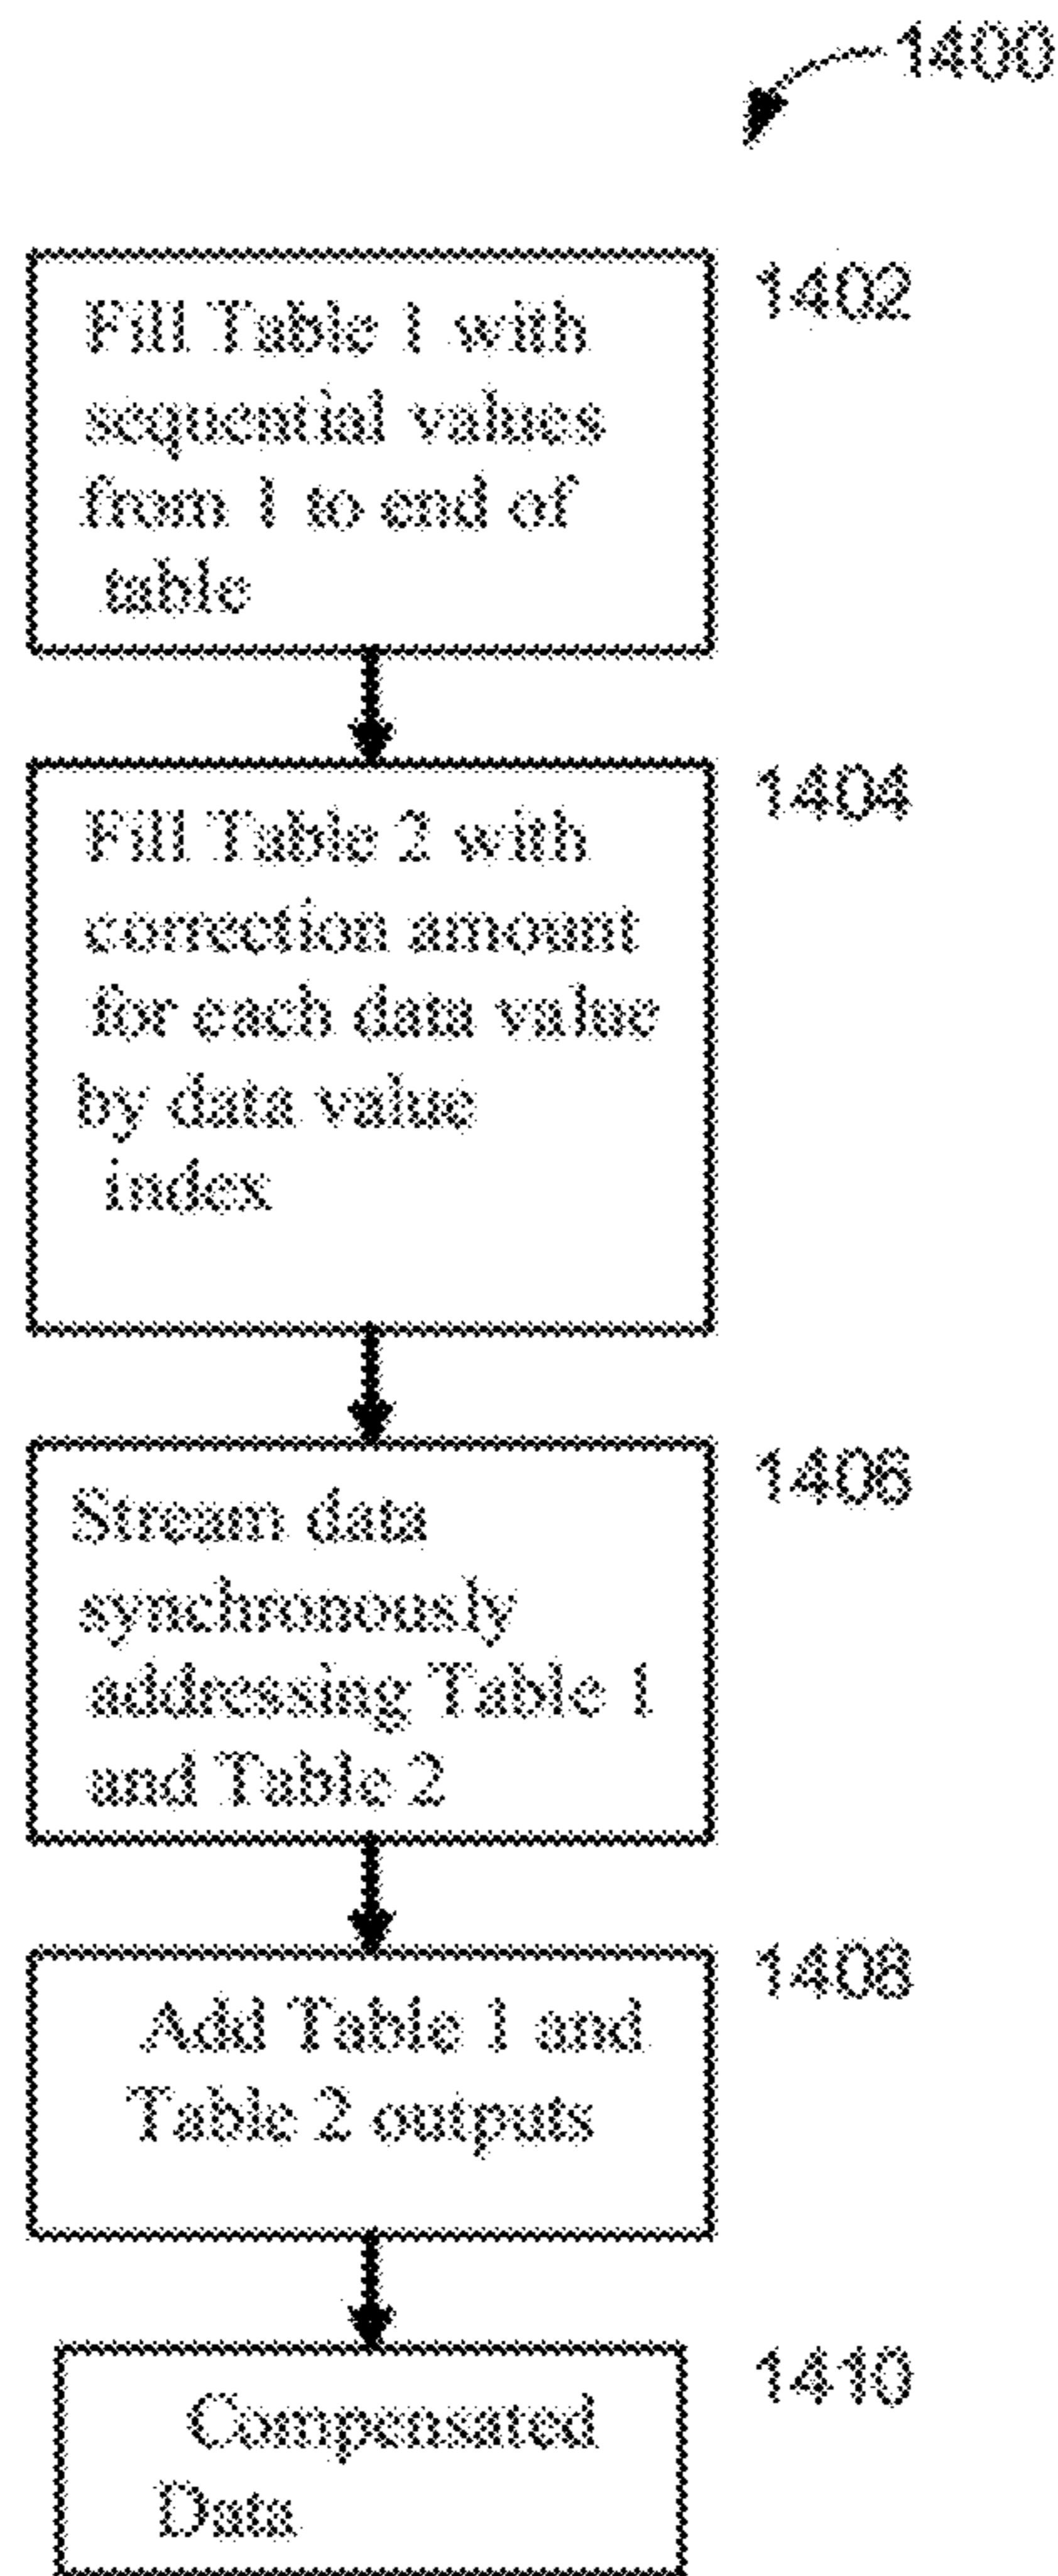 1400
Fill Table 1 with
sequential values
from 1 to end of
table
1402
Fill Table 2 with
correction amount
for each data value
by data value
index
1404
Stream data
synchronously
addressing Table 1
and Table 2
1406
Add Table 1 and
Table 2 outputs
1408
Compensated
Data
1410